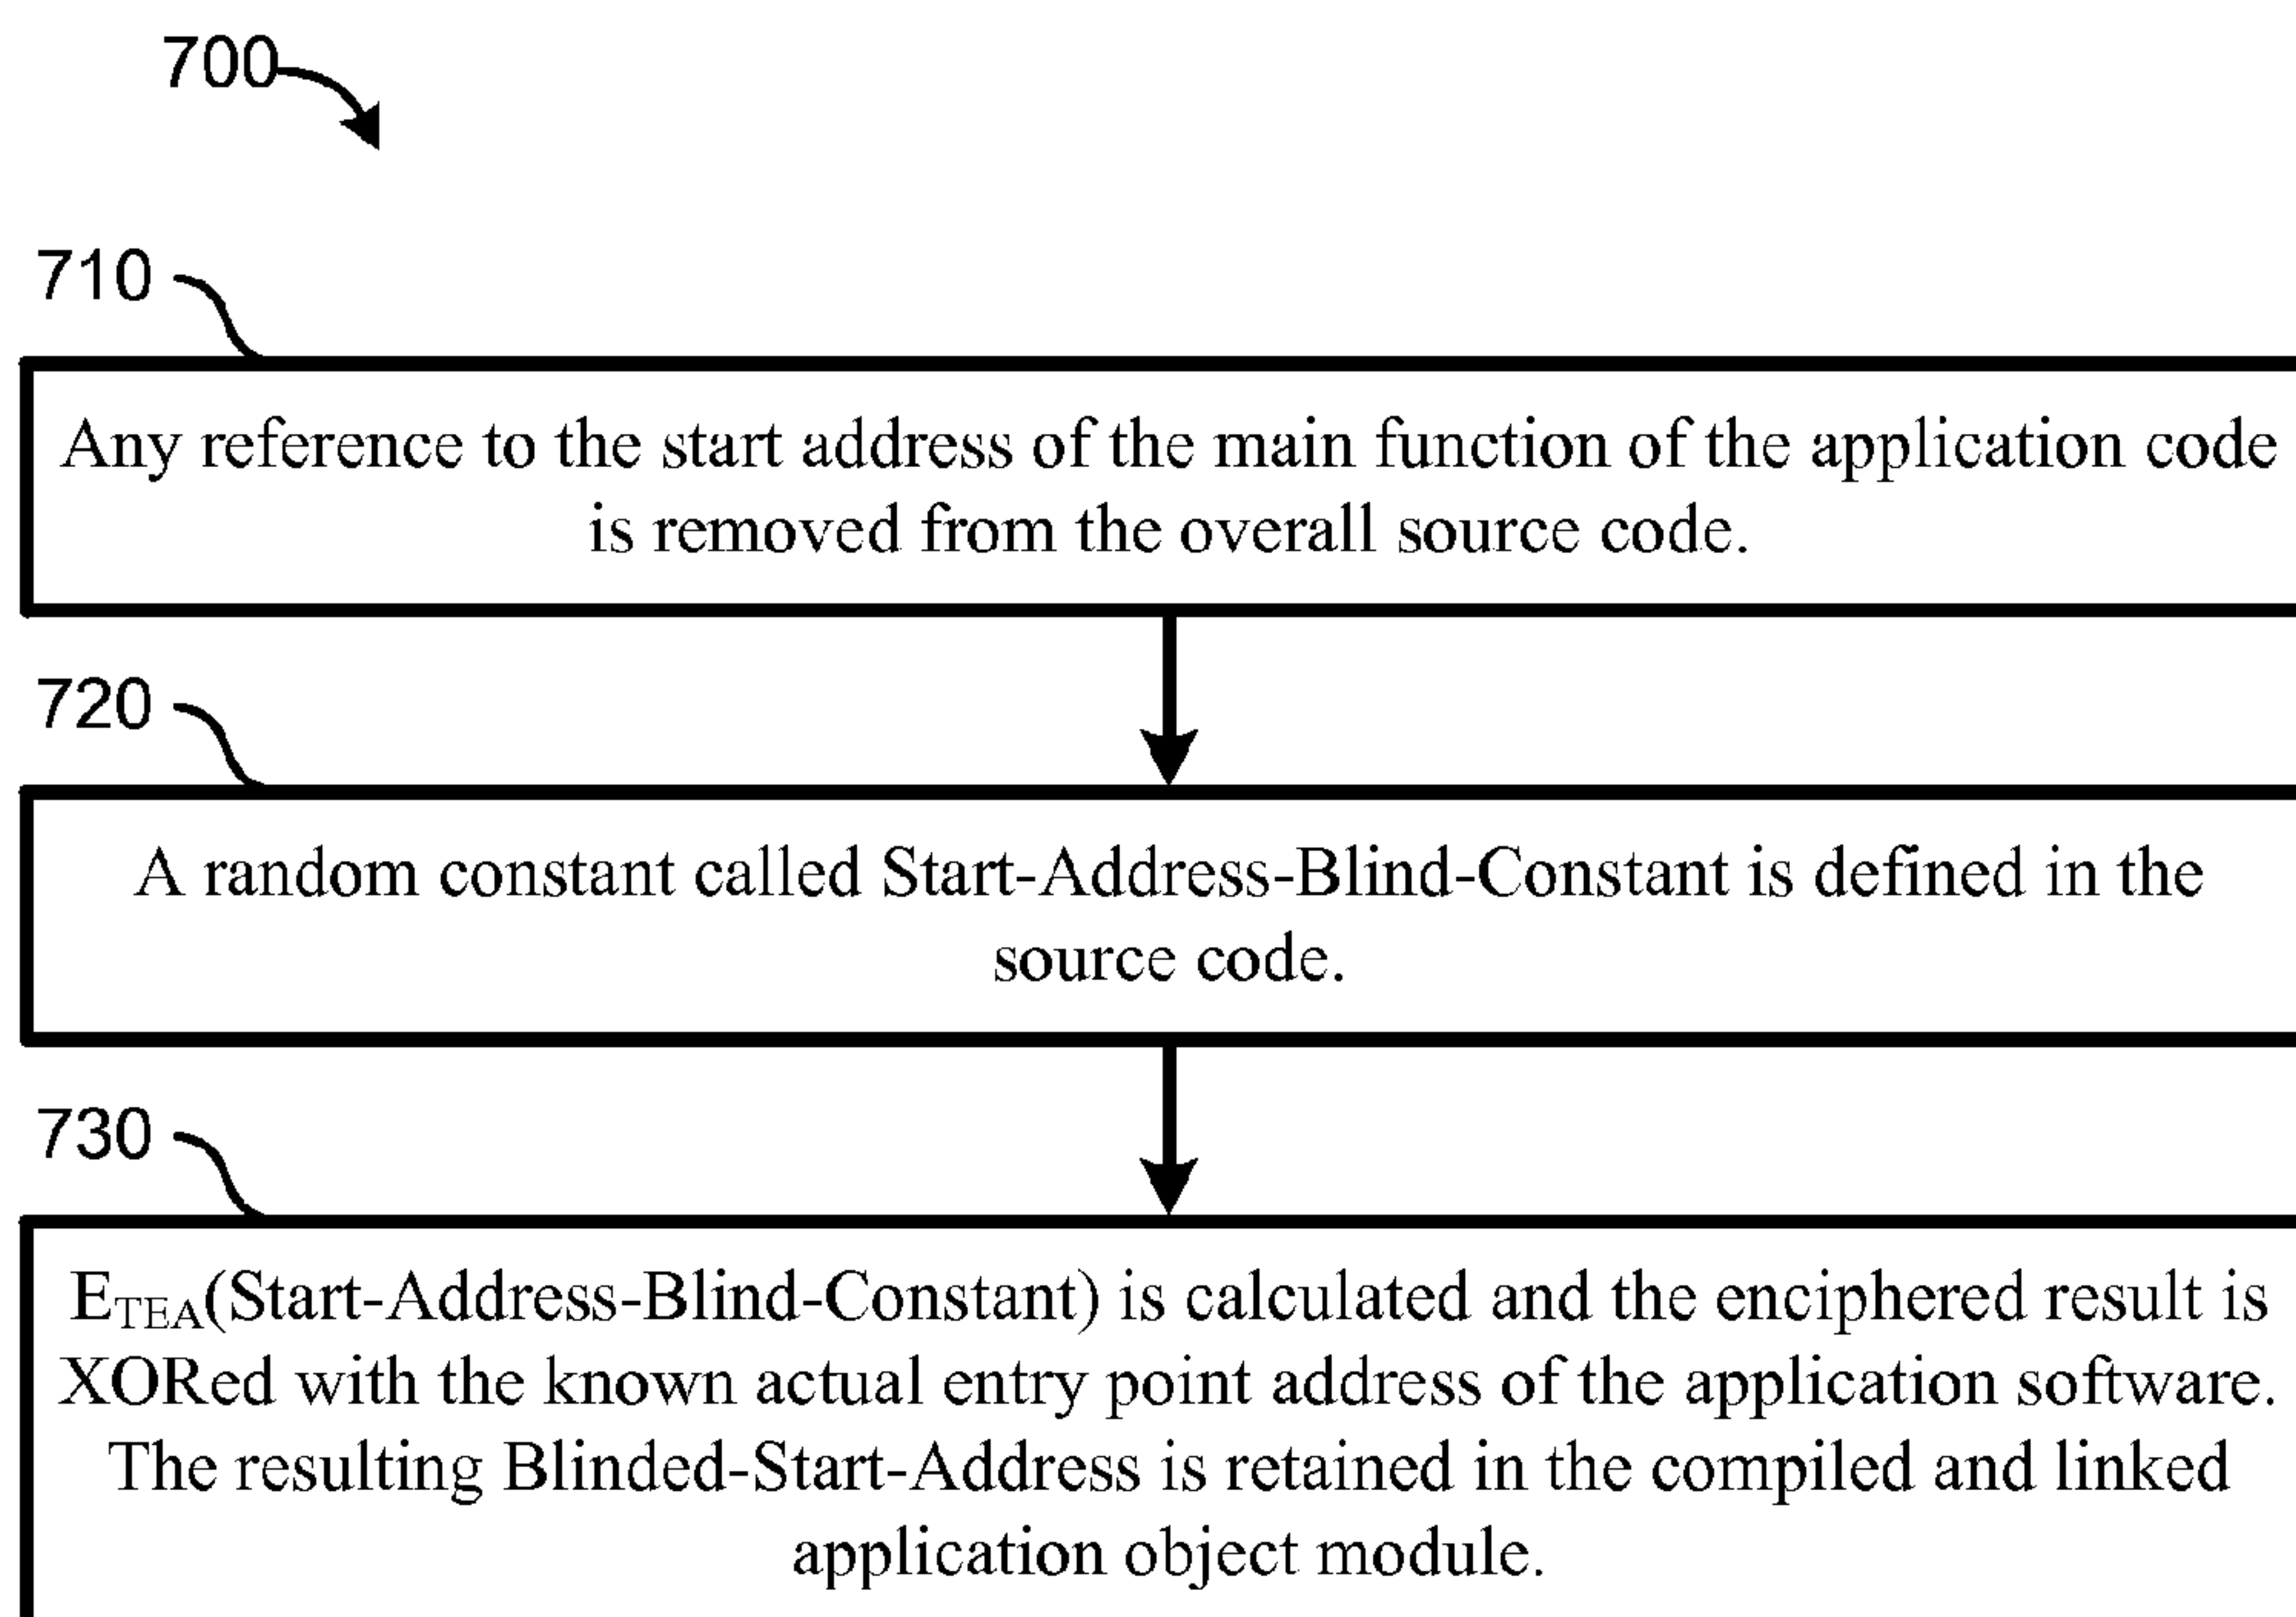 700
710
Any reference to the start address of the main function of the application code
is removed from the overall source code.
720
A random constant called Start-Address-Blind-Constant is defined in the
source code.
730
E_TEA(Start-Address-Blind-Constant) is calculated and the enciphered result is
XORed with the known actual entry point address of the application software.
The resulting Blinded-Start-Address is retained in the compiled and linked
application object module.